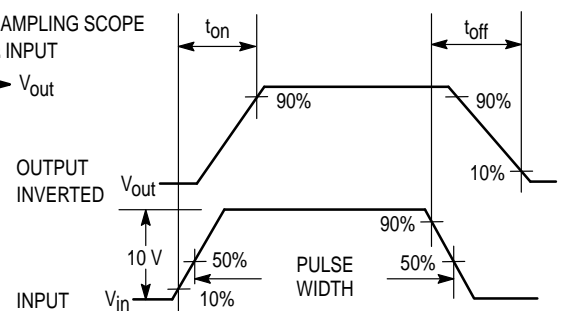 AMPLING SCOPE
INPUT
Vout
ton
toff
90%
90%
10%
OUTPUT
INVERTED
Vout
10 V
50%
PULSE
WIDTH
90%
50%
INPUT
Vin
10%